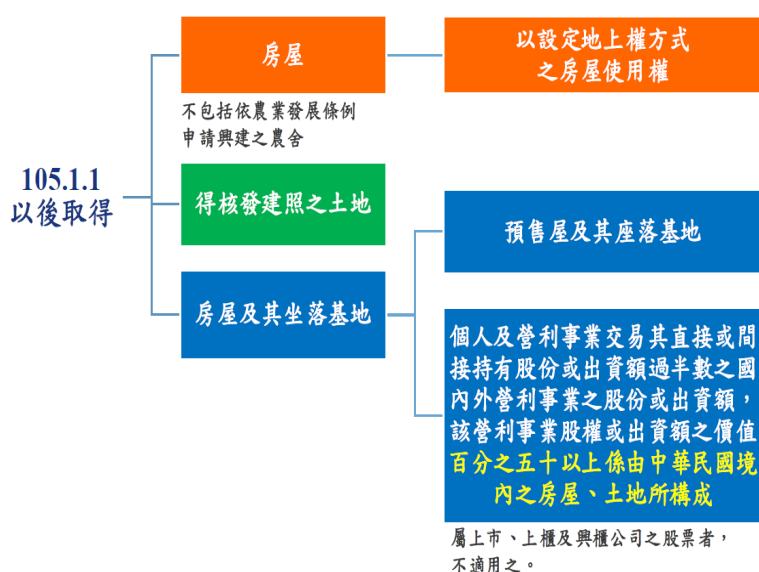 105.1.1
以後取得
房屋
不包括依農業發展條例
申請興建之農舍
以設定地上權方式
之房屋使用權
得核發建照之土地
房屋及其坐落基地
預售屋及其座落基地
個人及營利事業交易其直接或間
接持有股份或出資額過半數之國
內外營利事業之股份或出資額，
該營利事業股權或出資額之價值
百分之五十以上係由中華民國境
內之房屋、土地所構成
屬上市、上櫃及興櫃公司之股票者，
不適用之。